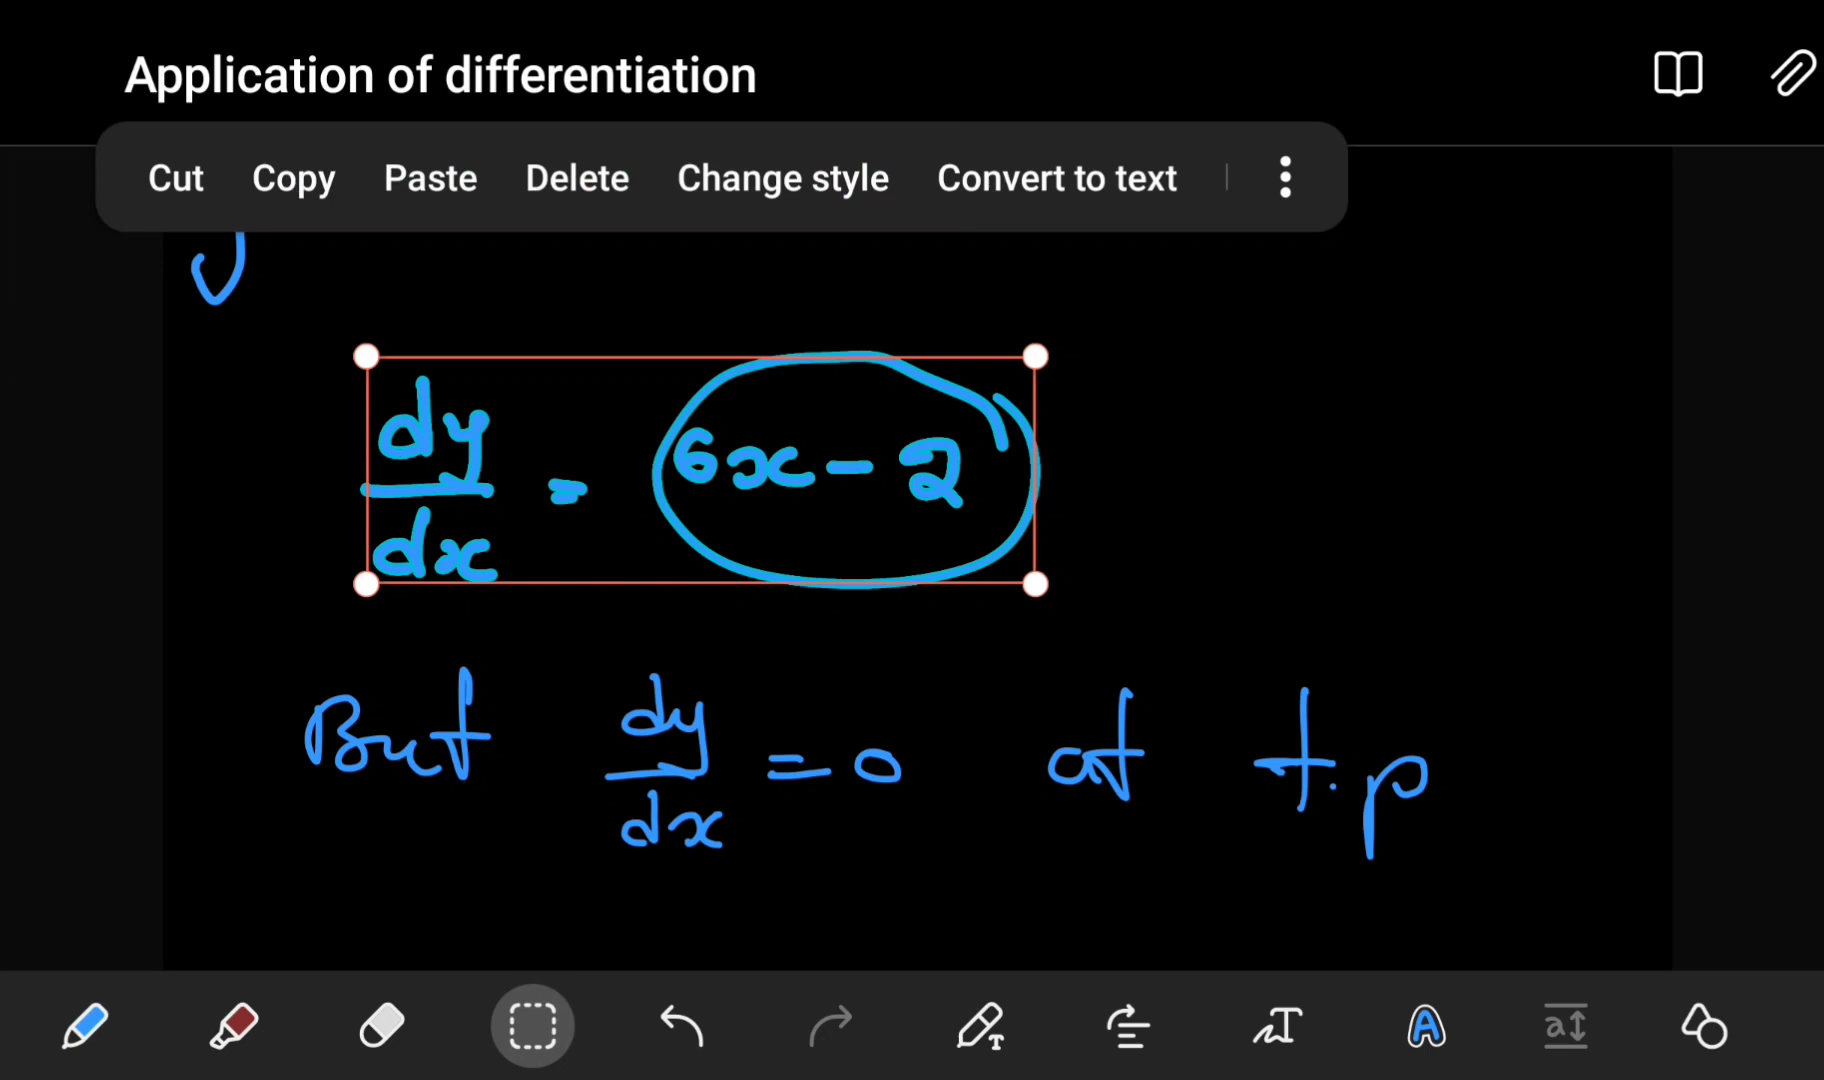 Application of differentiation
Cut Copy Paste Delete Change style Convert to text
dy/dx = 6x - 2
But dy/dx = 0 at t.p